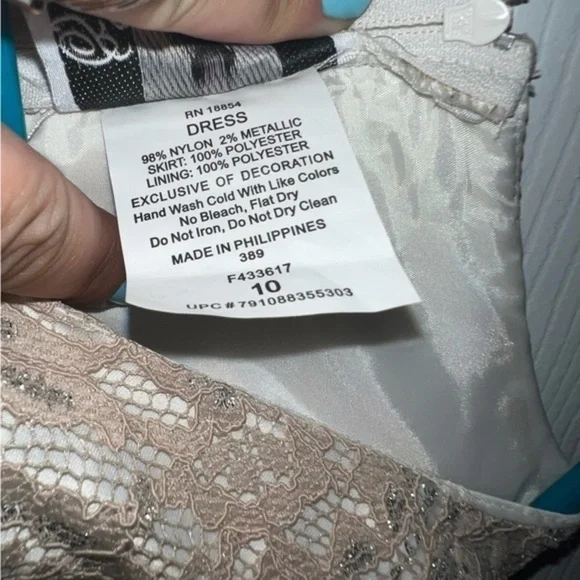 RN 18854
DRESS
98% NYLON 2% METALLIC
SKIRT: 100% POLYESTER
LINING: 100% POLYESTER
EXCLUSIVE OF DECORATION
Hand Wash Cold With Like Colors
No Bleach, Flat Dry
Do Not Iron, Do Not Dry Clean
MADE IN PHILIPPINES
389
F433617
10
UPC # 791088355303